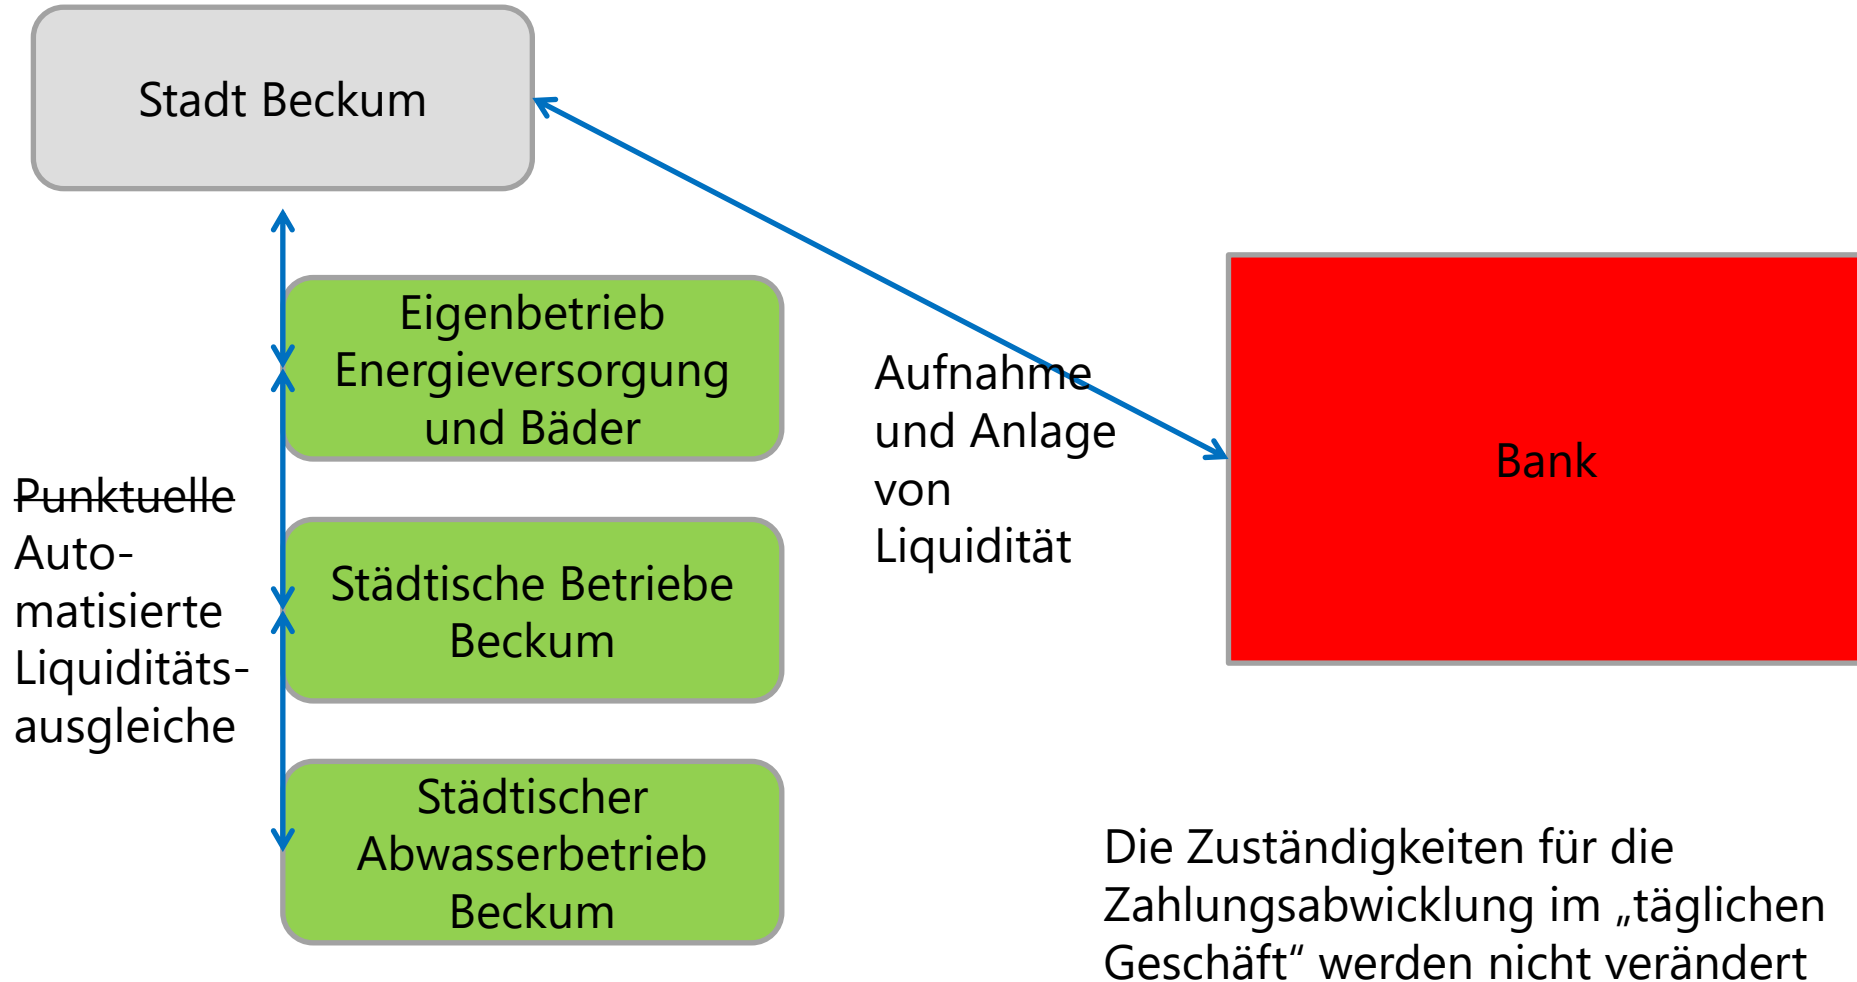 Stadt Beckum
Eigenbetrieb
Energieversorgung
und Bäder
Punktuelle
Auto-
matisierte
Liquiditäts-
ausgleiche
Städtische Betriebe
Beckum
Städtischer
Abwasserbetrieb
Beckum
Aufnahme
und Anlage
von
Liquidität
Bank
Die Zuständigkeiten für die
Zahlungsabwicklung im „täglichen
Geschäft“ werden nicht verändert